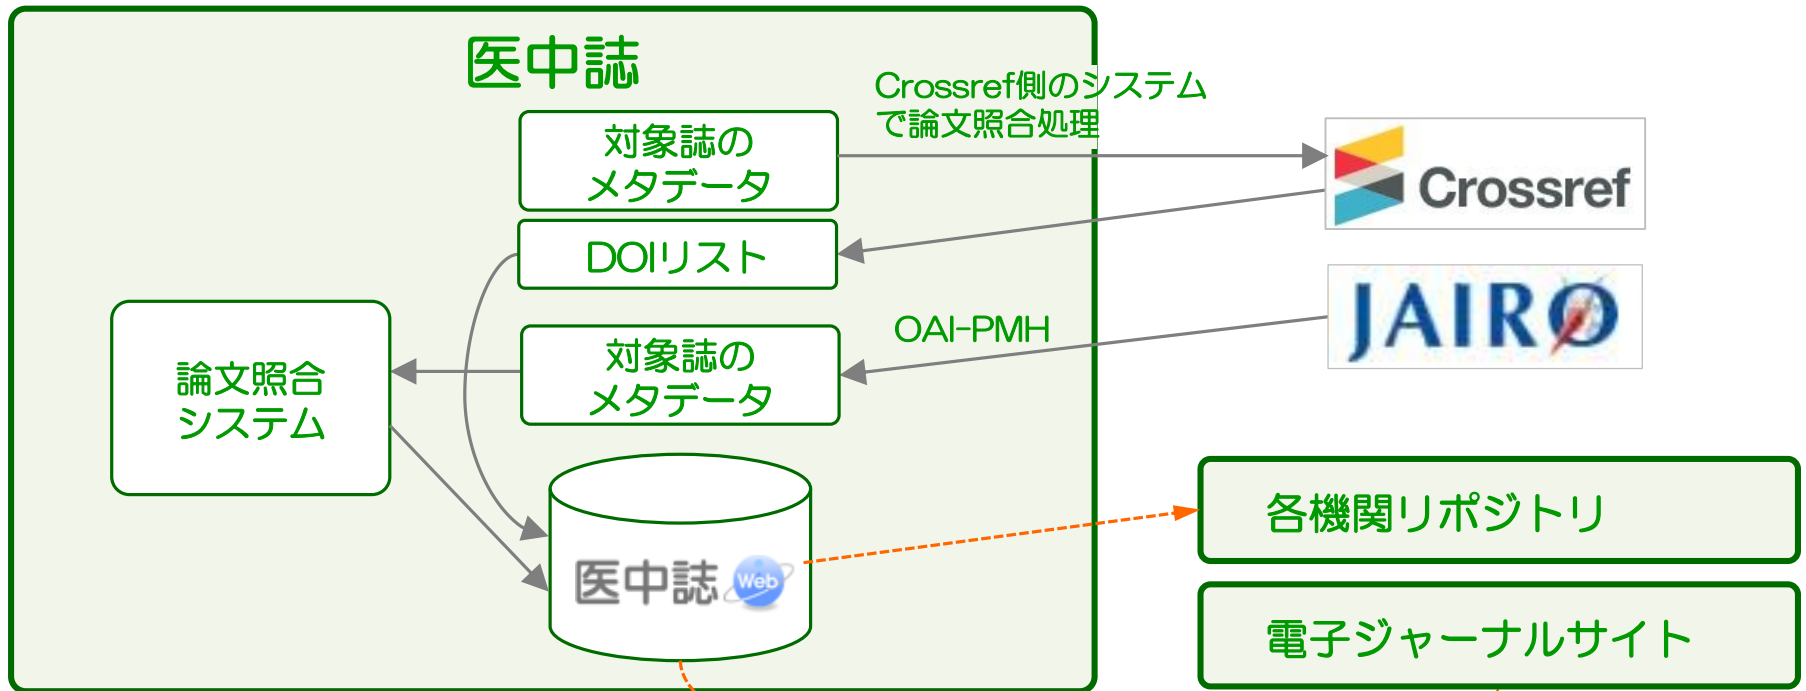 医中誌
Crossref側のシステム
で論文照合処理
対象誌の
メタデータ
Crossref
DOIリスト
JAIRO
OAI-PMH
対象誌の
メタデータ
論文照合
システム
各機関リポジトリ
医中誌 Web
電子ジャーナルサイト